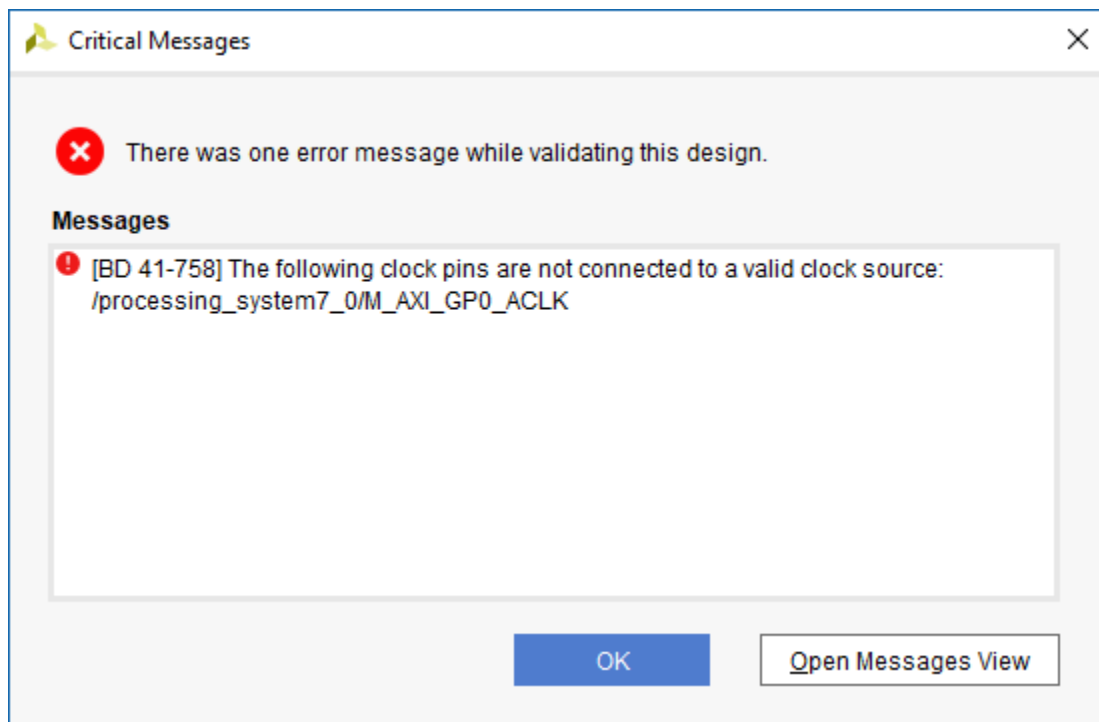 Critical Messages
There was one error message while validating this design.
Messages
[BD 41-758] The following clock pins are not connected to a valid clock source:
/processing_system7_0/M_AXI_GP0_ACLK
OK
Open Messages View